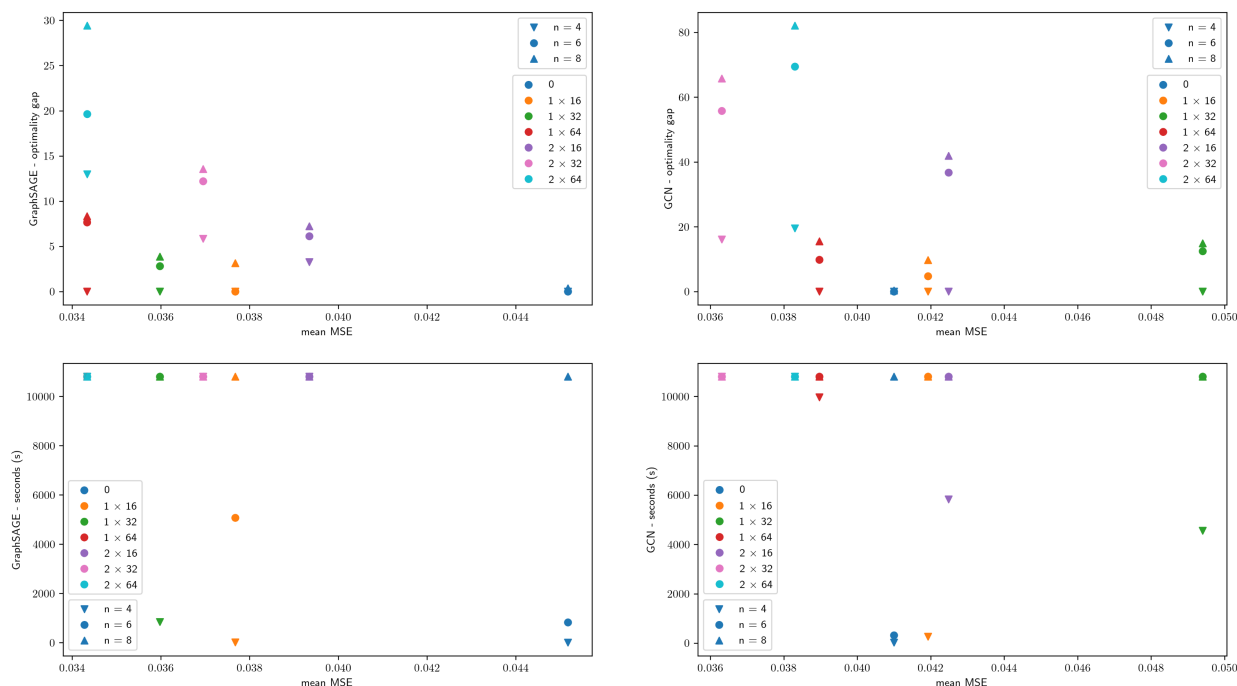 30
25
20
15
10
5
0
GraphSAGE - optimality gap
0.034 0.036 0.038 0.040 0.042 0.044
mean MSE
n = 4
n = 6
n = 8
0
1 × 16
1 × 32
1 × 64
2 × 16
2 × 32
2 × 64
80
60
40
20
0
GCN - optimality gap
0.036 0.038 0.040 0.042 0.044 0.046 0.048 0.050
mean MSE
n = 4
n = 6
n = 8
0
1 × 16
1 × 32
1 × 64
2 × 16
2 × 32
2 × 64
10000
8000
6000
4000
2000
0
GraphSAGE - seconds (s)
0.034 0.036 0.038 0.040 0.042 0.044
mean MSE
0
1 × 16
1 × 32
1 × 64
2 × 16
2 × 32
2 × 64
n = 4
n = 6
n = 8
10000
8000
6000
4000
2000
0
GCN - seconds (s)
0.036 0.038 0.040 0.042 0.044 0.046 0.048 0.050
mean MSE
0
1 × 16
1 × 32
1 × 64
2 × 16
2 × 32
2 × 64
n = 4
n = 6
n = 8